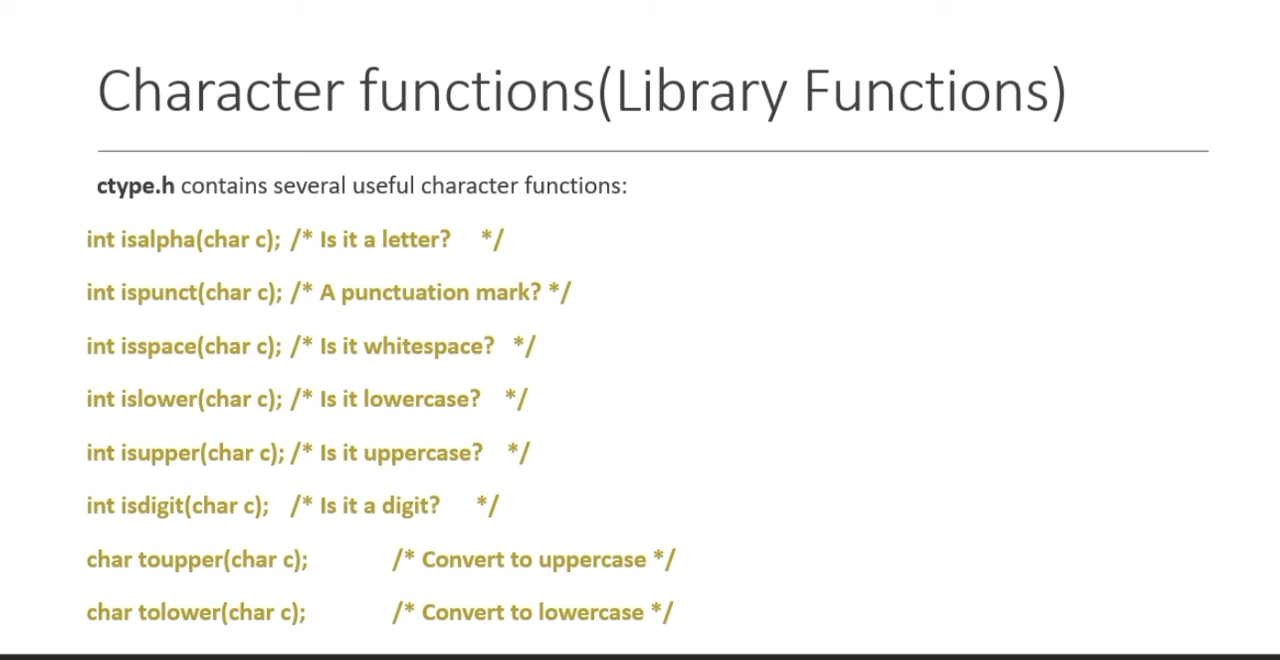 Character functions(Library Functions)
ctype.h contains several useful character functions:
int isalpha(char c); /* Is it a letter? */
int ispunct(char c); /* A punctuation mark? */
int isspace(char c); /* Is it whitespace? */
int islower(char c); /* Is it lowercase? */
int isupper(char c); /* Is it uppercase? */
int isdigit(char c); /* Is it a digit? */
char toupper(char c); /* Convert to uppercase */
char tolower(char c); /* Convert to lowercase */